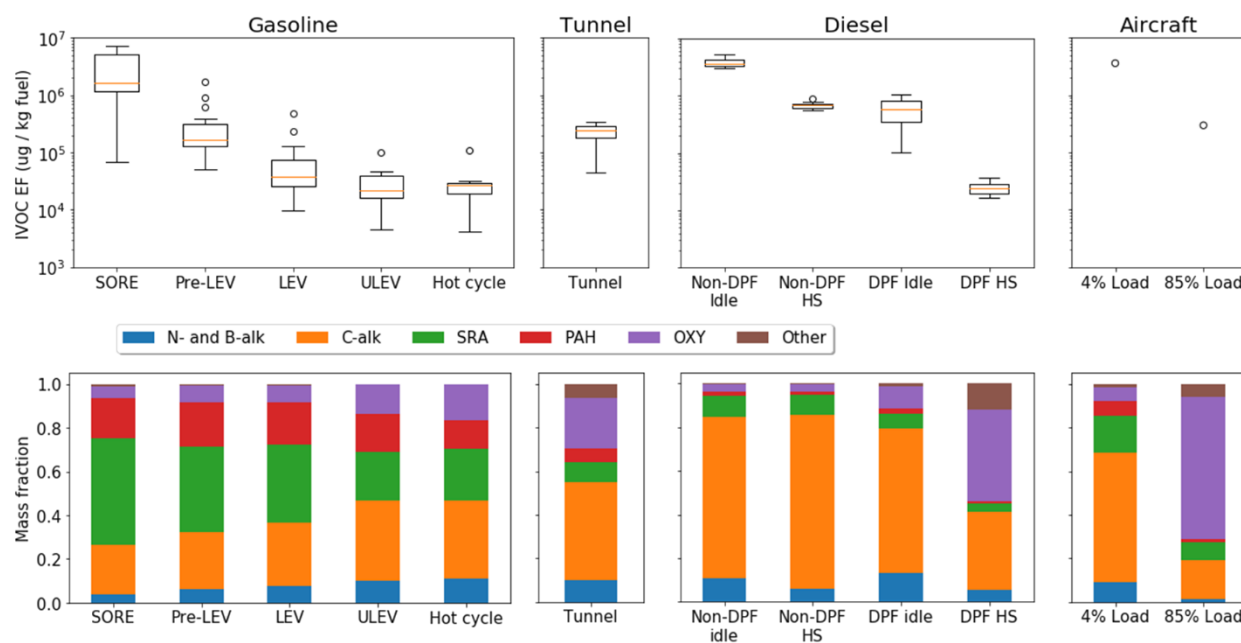 Gasoline Tunnel Diesel Aircraft
IVOC EF (ug / kg fuel)
10^7
10^6
10^5
10^4
10^3
SORE Pre-LEV LEV ULEV Hot cycle Tunnel Non-DPF Idle Non-DPF HS DPF Idle DPF HS 4% Load 85% Load
N- and B-alk C-alk SRA PAH OXY Other
Mass fraction
1.0
0.8
0.6
0.4
0.2
0.0
SORE Pre-LEV LEV ULEV Hot cycle Tunnel Non-DPF idle Non-DPF HS DPF idle DPF HS 4% Load 85% Load